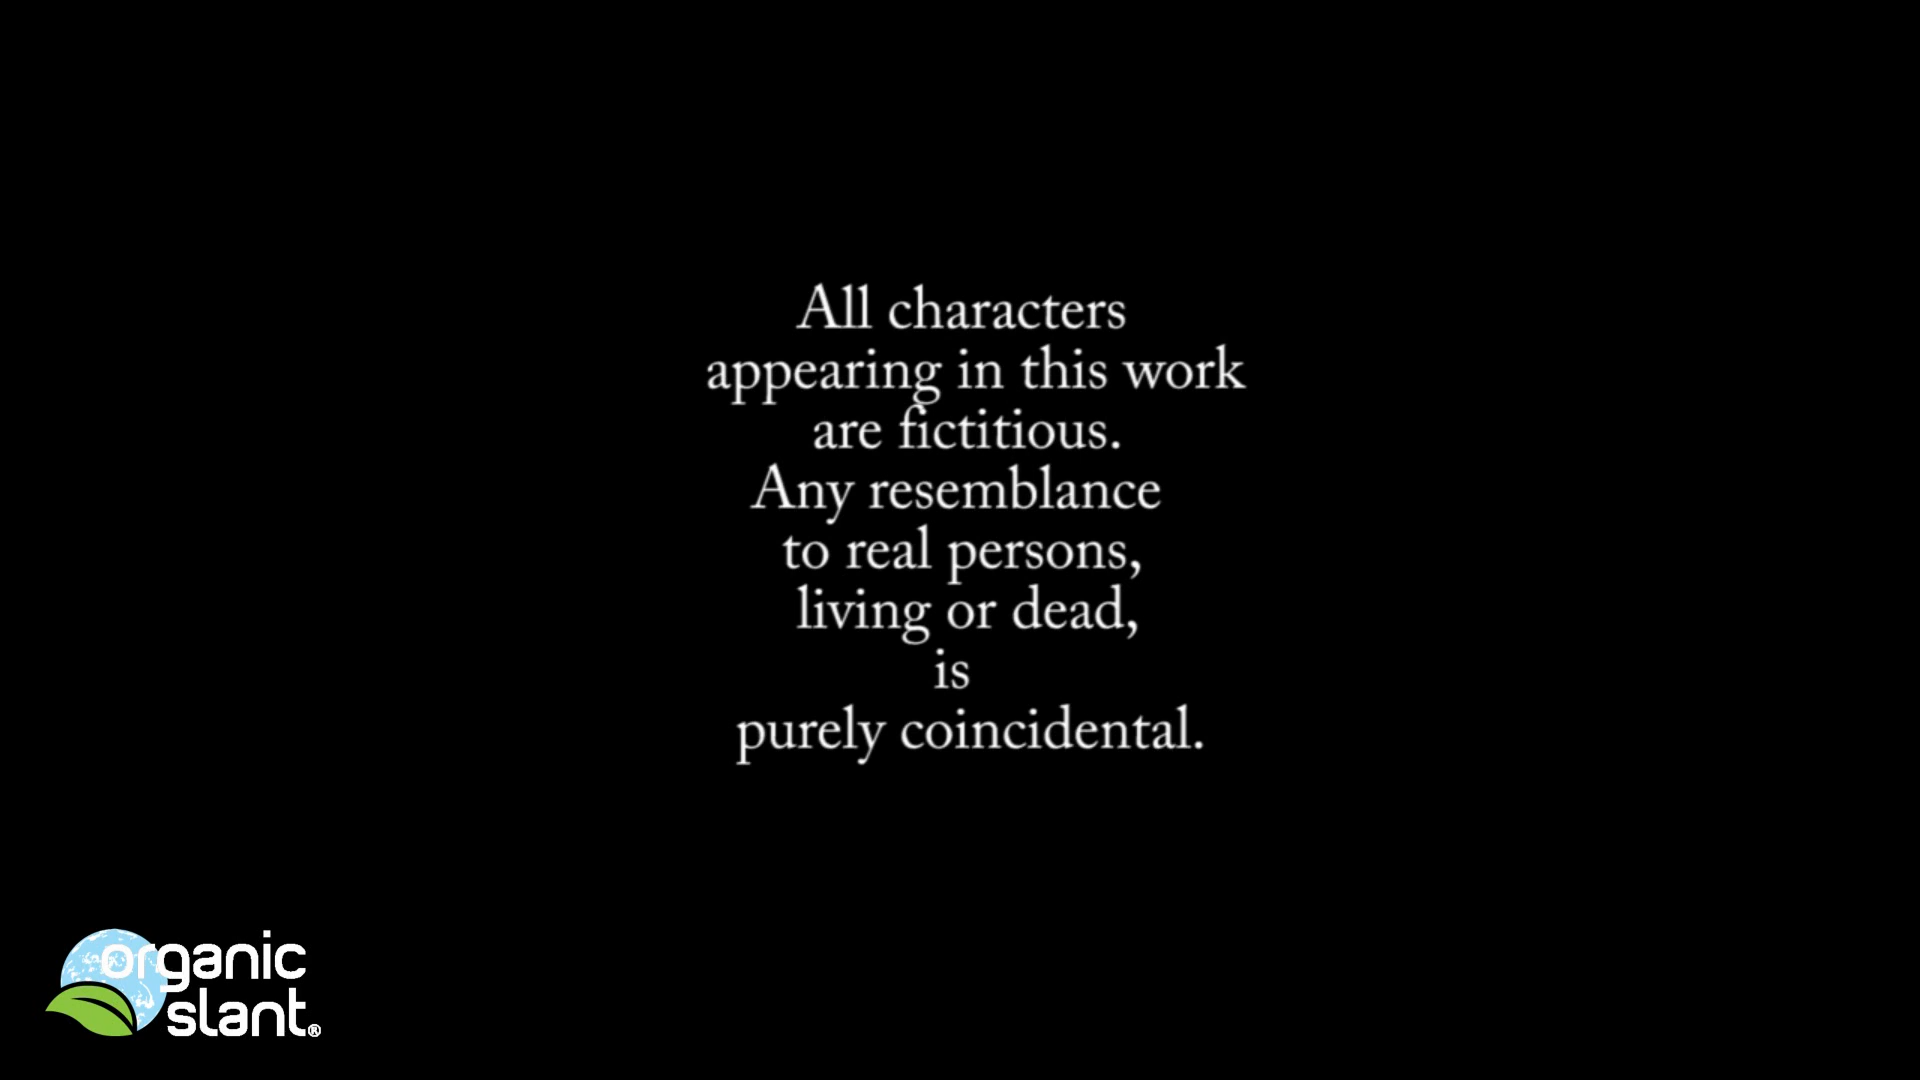 All characters
appearing in this work
are fictitious.
Any resemblance
to real persons,
living or dead,
is
purely coincidental.
organic
slant®